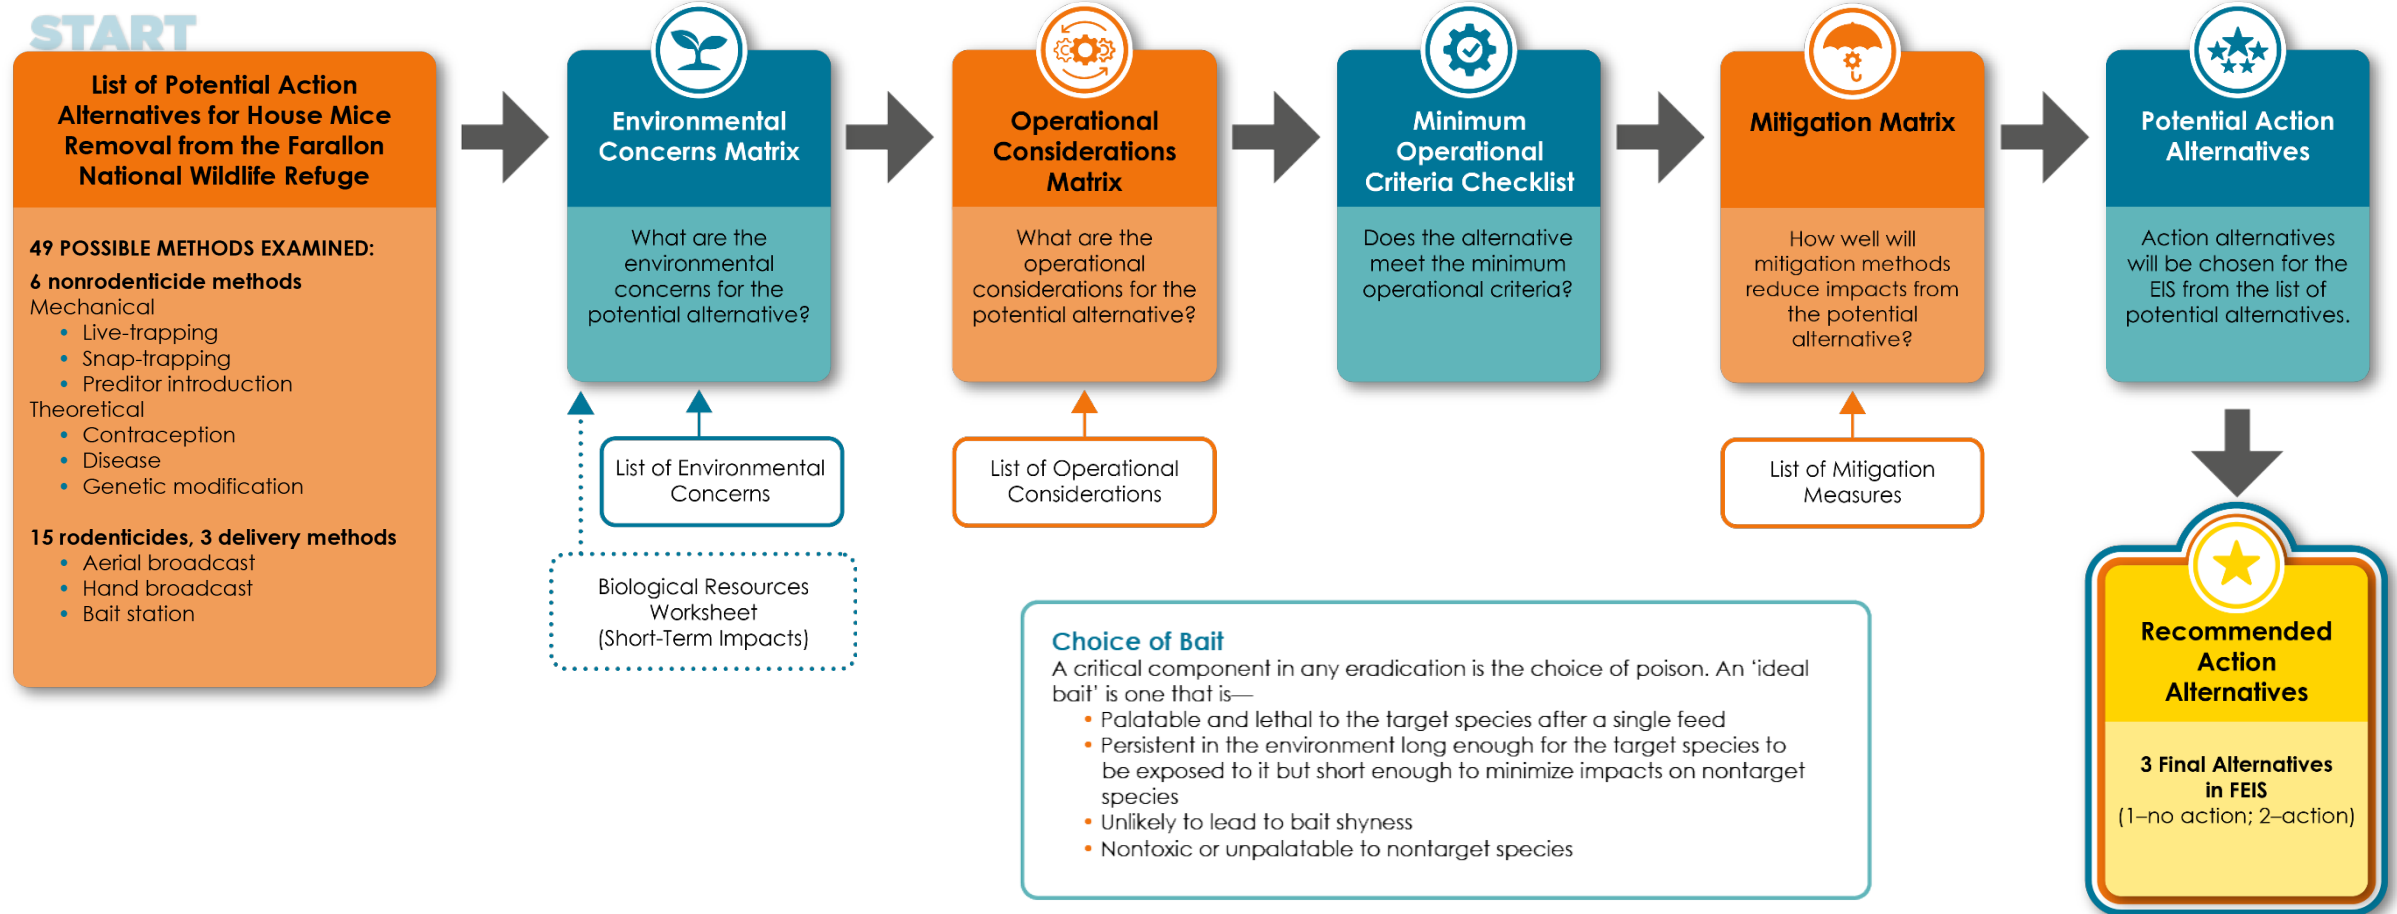 START
List of Potential Action
Alternatives for House Mice
Removal from the Farallon
National Wildlife Refuge
49 POSSIBLE METHODS EXAMINED:
6 nonrodenticide methods
Mechanical
• Live-trapping
• Snap-trapping
• Preditor introduction
Theoretical
• Contraception
• Disease
• Genetic modification
15 rodenticides, 3 delivery methods
• Aerial broadcast
• Hand broadcast
• Bait station
Environmental
Concerns Matrix
What are the
environmental
concerns for the
potential alternative?
List of Environmental
Concerns
Biological Resources
Worksheet
(Short-Term Impacts)
Operational
Considerations
Matrix
What are the
operational
considerations for the
potential alternative?
List of Operational
Considerations
Minimum
Operational
Criteria Checklist
Does the alternative
meet the minimum
operational criteria?
Mitigation Matrix
How well will
mitigation methods
reduce impacts from
the potential
alternative?
List of Mitigation
Measures
Potential Action
Alternatives
Action alternatives
will be chosen for the
EIS from the list of
potential alternatives.
Recommended
Action
Alternatives
3 Final Alternatives
in FEIS
(1–no action; 2–action)
Choice of Bait
A critical component in any eradication is the choice of poison. An ‘ideal
bait’ is one that is—
• Palatable and lethal to the target species after a single feed
• Persistent in the environment long enough for the target species to
be exposed to it but short enough to minimize impacts on nontarget
species
• Unlikely to lead to bait shyness
• Nontoxic or unpalatable to nontarget species